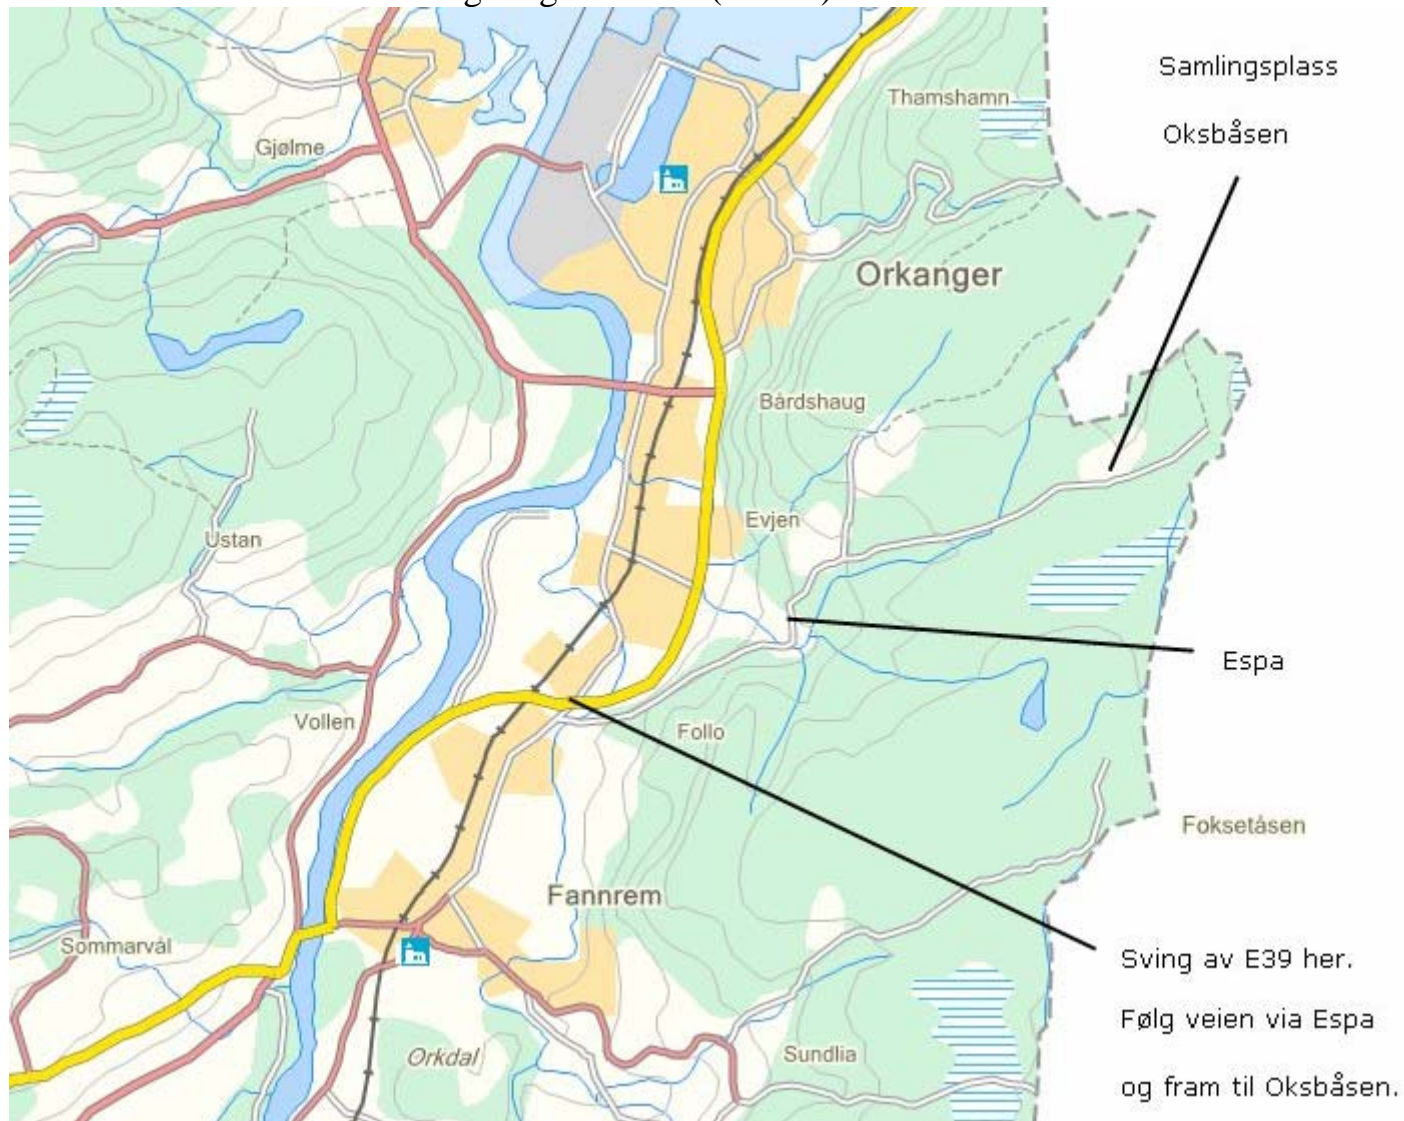 Samlingsplass
Thamshamn
Oksbåsen
Gjølme
Orkanger
Bårdshaug
Evjen
Ustan
Espa
Vollen
Follo
Foksetåsen
Fannrem
Sommarvål
Sving av E39 her.
Følg veien via Espa
Orkdal
Sundlia
og fram til Oksbåsen.